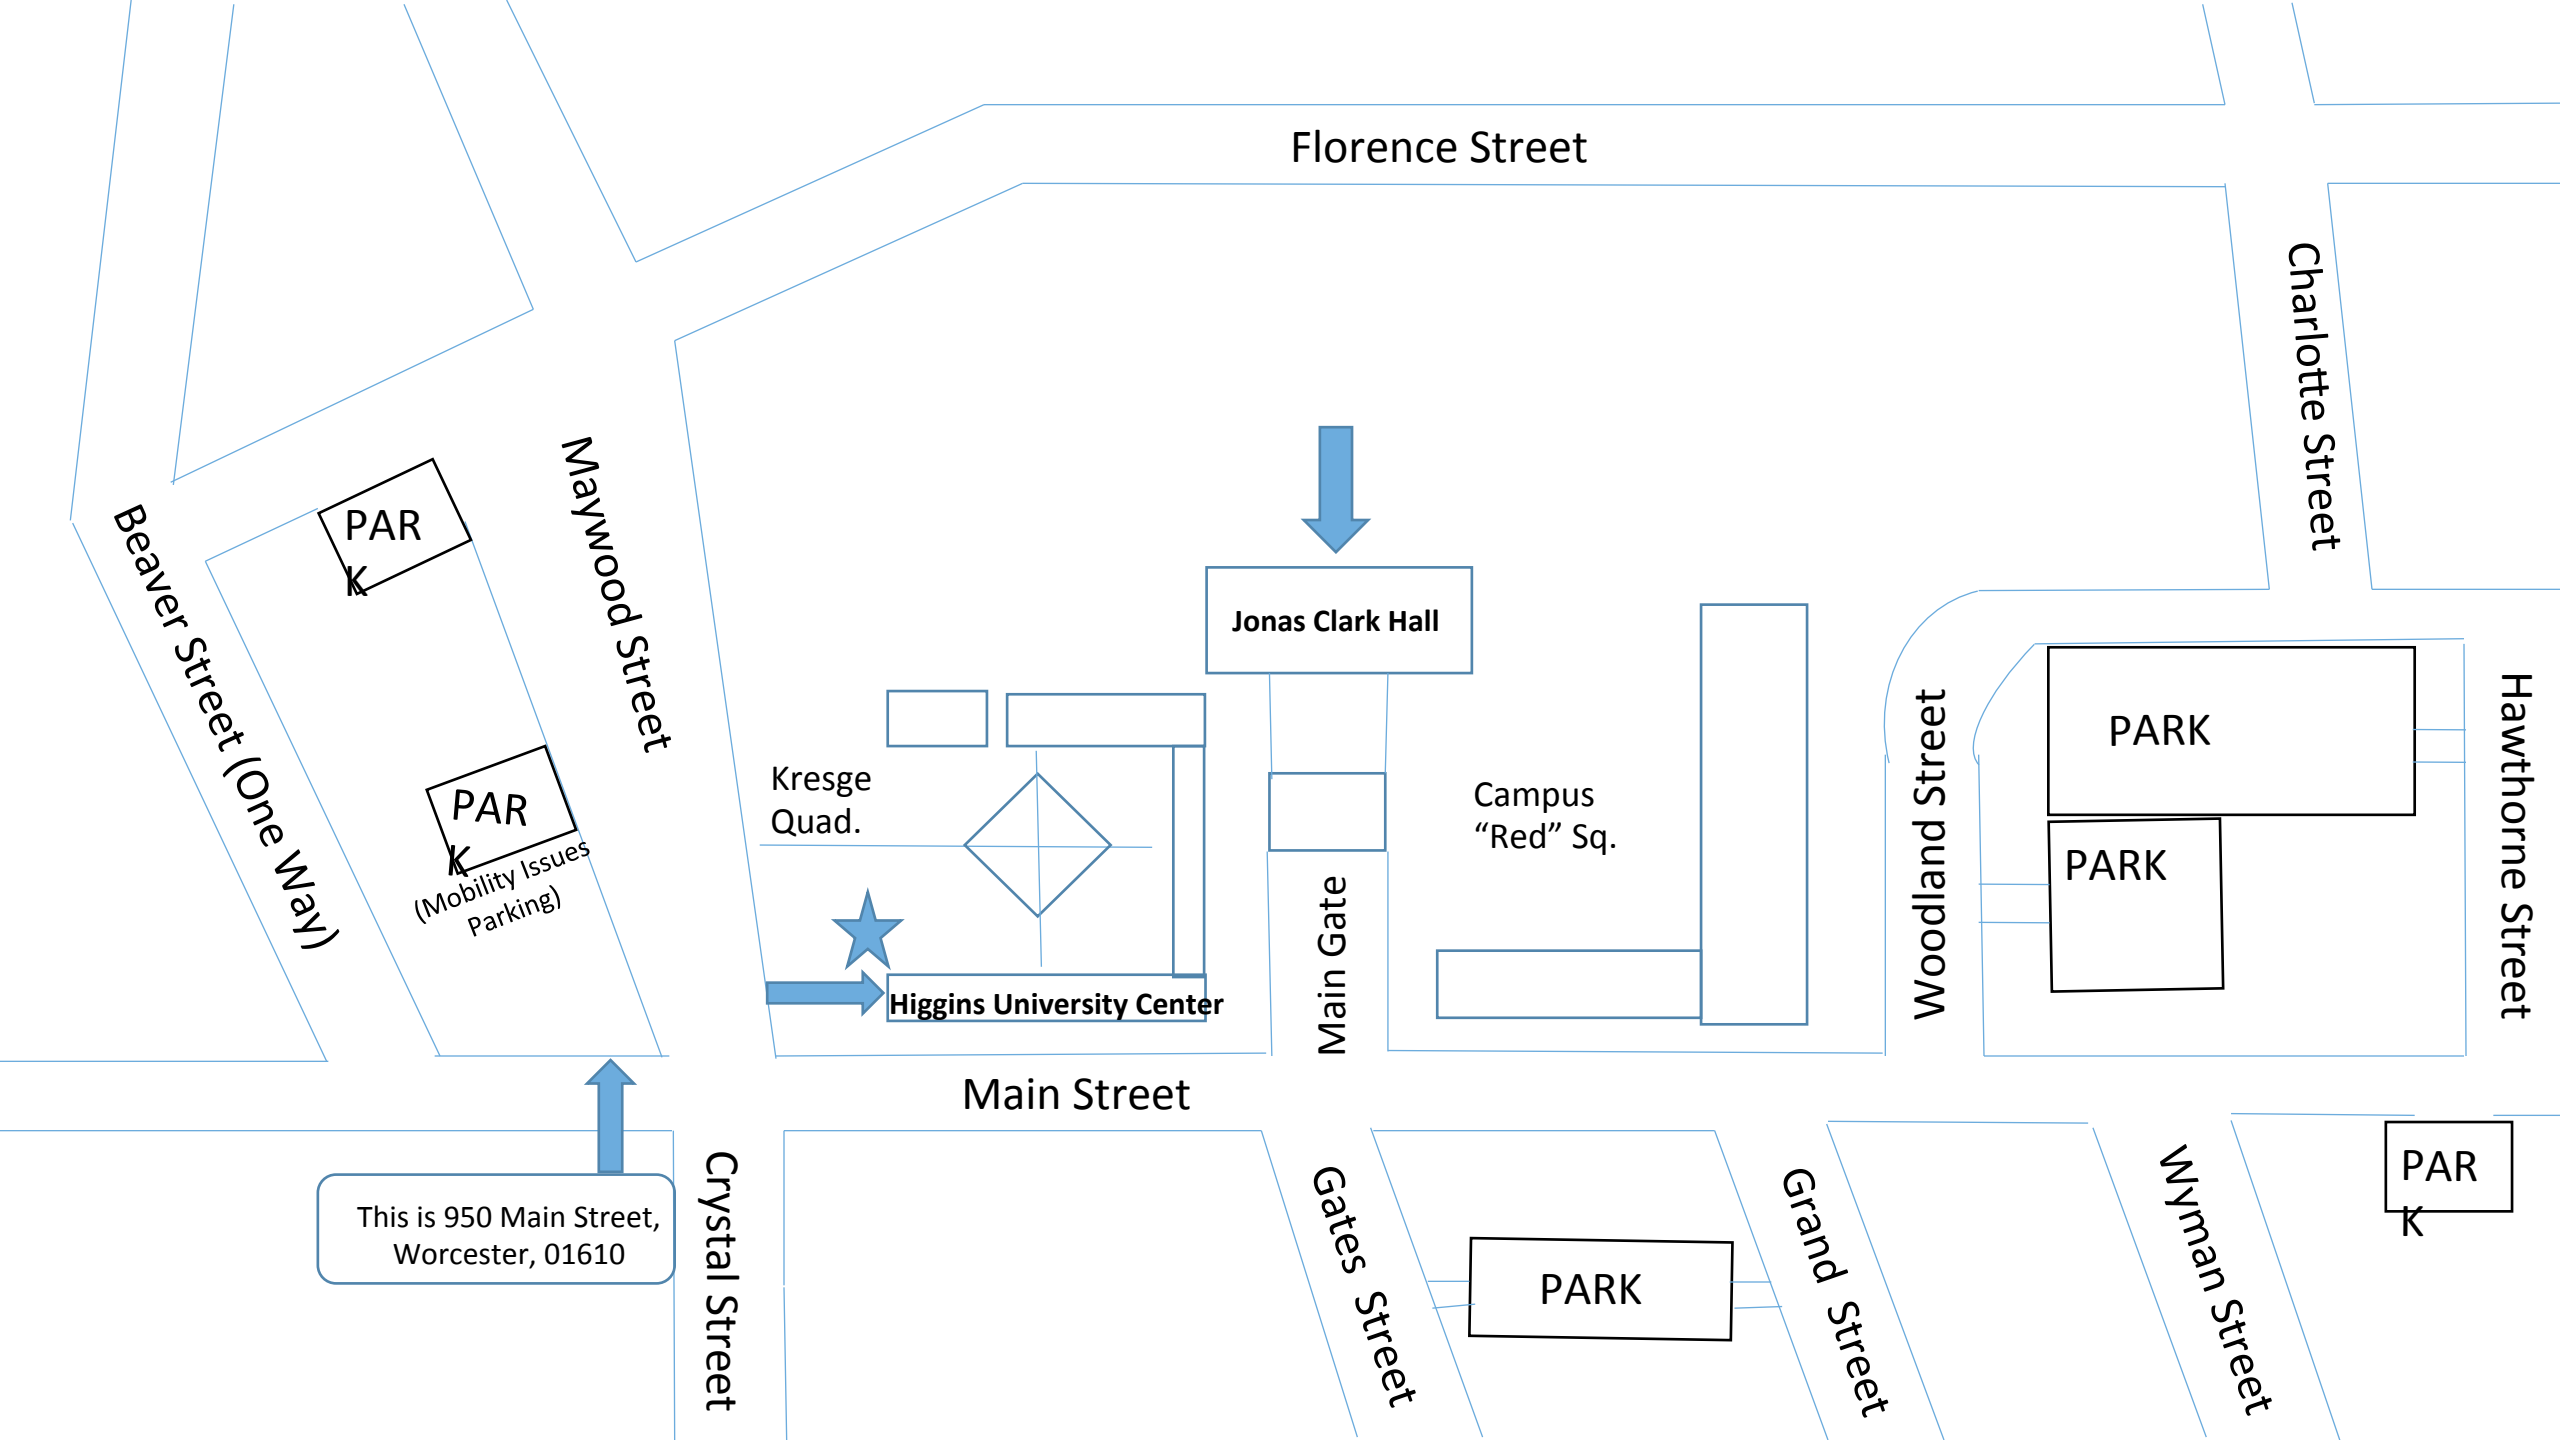 Florence Street
Charlotte Street
Maywood Street
Beaver Street (One Way)
PAR
K
Jonas Clark Hall
PARK
Hawthorne Street
Woodland Street
Kresge
Quad.
Campus
“Red” Sq.
PAR
K
(Mobility Issues
Parking)
PARK
Main Gate
Higgins University Center
Main Street
This is 950 Main Street,
Worcester, 01610
Crystal Street
Gates Street
PARK
Grand Street
Wyman Street
PAR
K